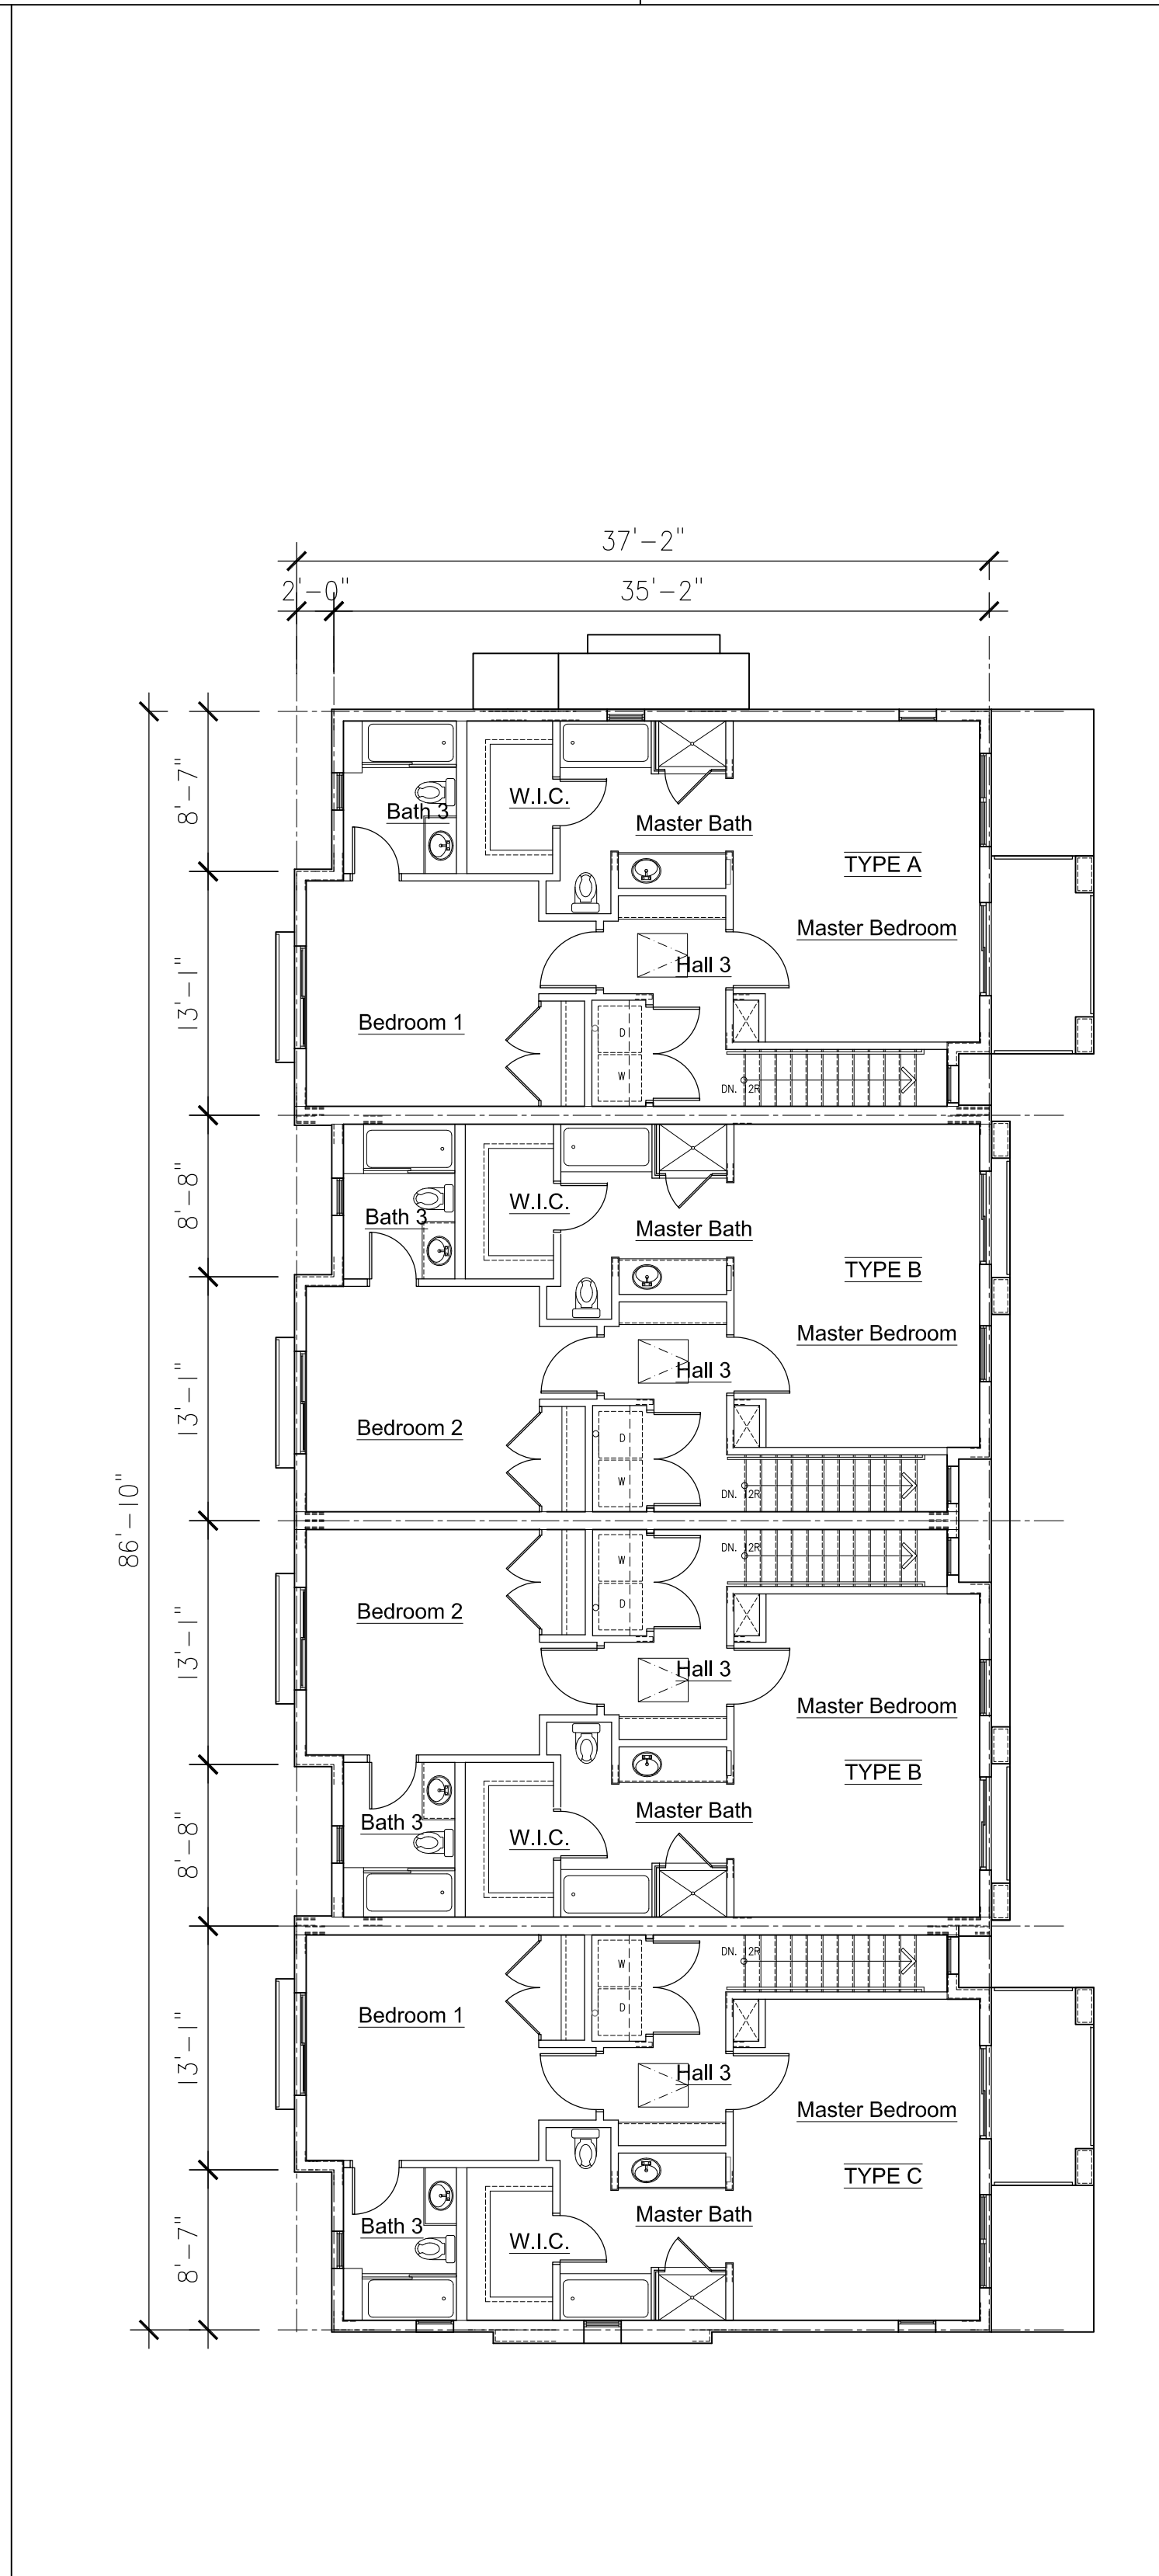 37'-2"
2'-0"
35'-2"
8'-7"
Bath 3
W.I.C.
Master Bath
TYPE A
Master Bedroom
Hall 3
13'-1"
Bedroom 1
D
W
DN. 12R
8'-8"
Bath 3
W.I.C.
Master Bath
TYPE B
Master Bedroom
Hall 3
13'-1"
Bedroom 2
D
W
DN. 12R
86'-10"
W
DN. 12R
D
Bedroom 2
13'-1"
Hall 3
Master Bedroom
TYPE B
Master Bath
Bath 3
W.I.C.
8'-8"
W
DN. 12R
D
Bedroom 1
13'-1"
Hall 3
Master Bedroom
TYPE C
Master Bath
Bath 3
W.I.C.
8'-7"